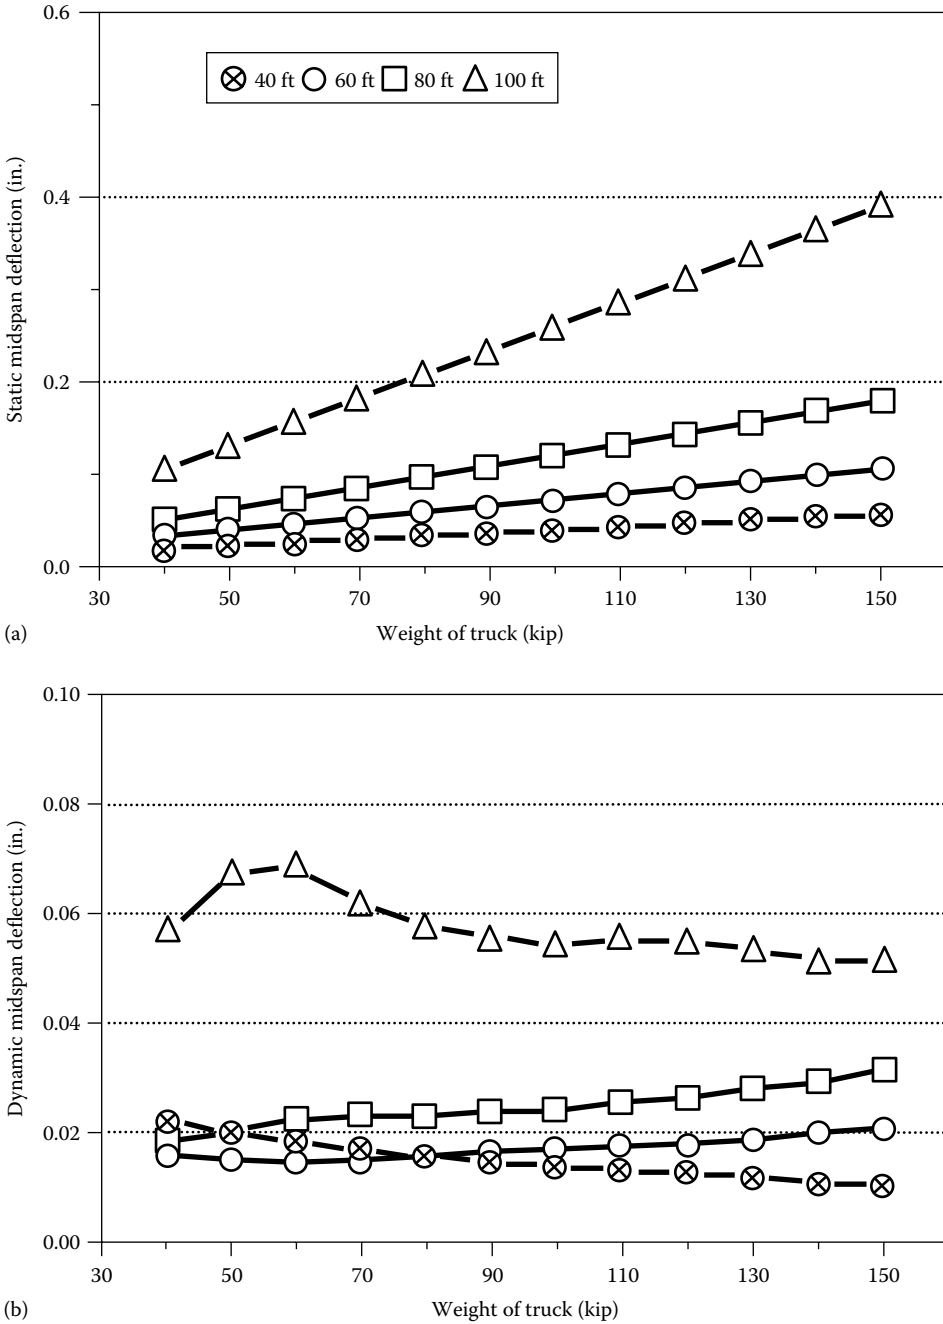 0.6
40 ft 60 ft 80 ft 100 ft
Static midspan deflection (in.)
0.4
0.2
0.0
30 50 70 90 110 130 150
(a) Weight of truck (kip)
0.10
0.08
Dynamic midspan deflection (in.)
0.06
0.04
0.02
0.00
30 50 70 90 110 130 150
(b) Weight of truck (kip)